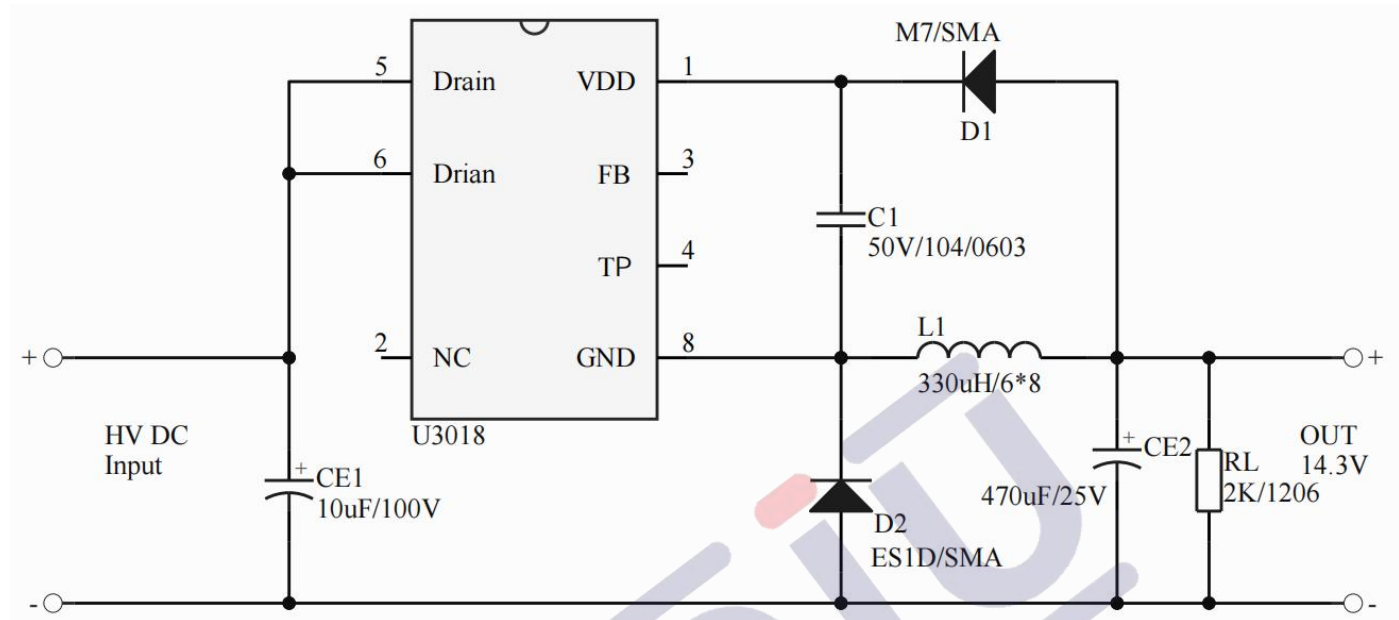 M7/SMA
D1
5
Drain
VDD
1
6
Drian
FB
3
C1
50V/104/0603
TP
4
2
NC
GND
8
L1
330uH/6*8
+
+
U3018
HV DC
Input
+
CE1
10uF/100V
D2
ES1D/SMA
+
CE2
470uF/25V
RL
2K/1206
OUT
14.3V
-
-